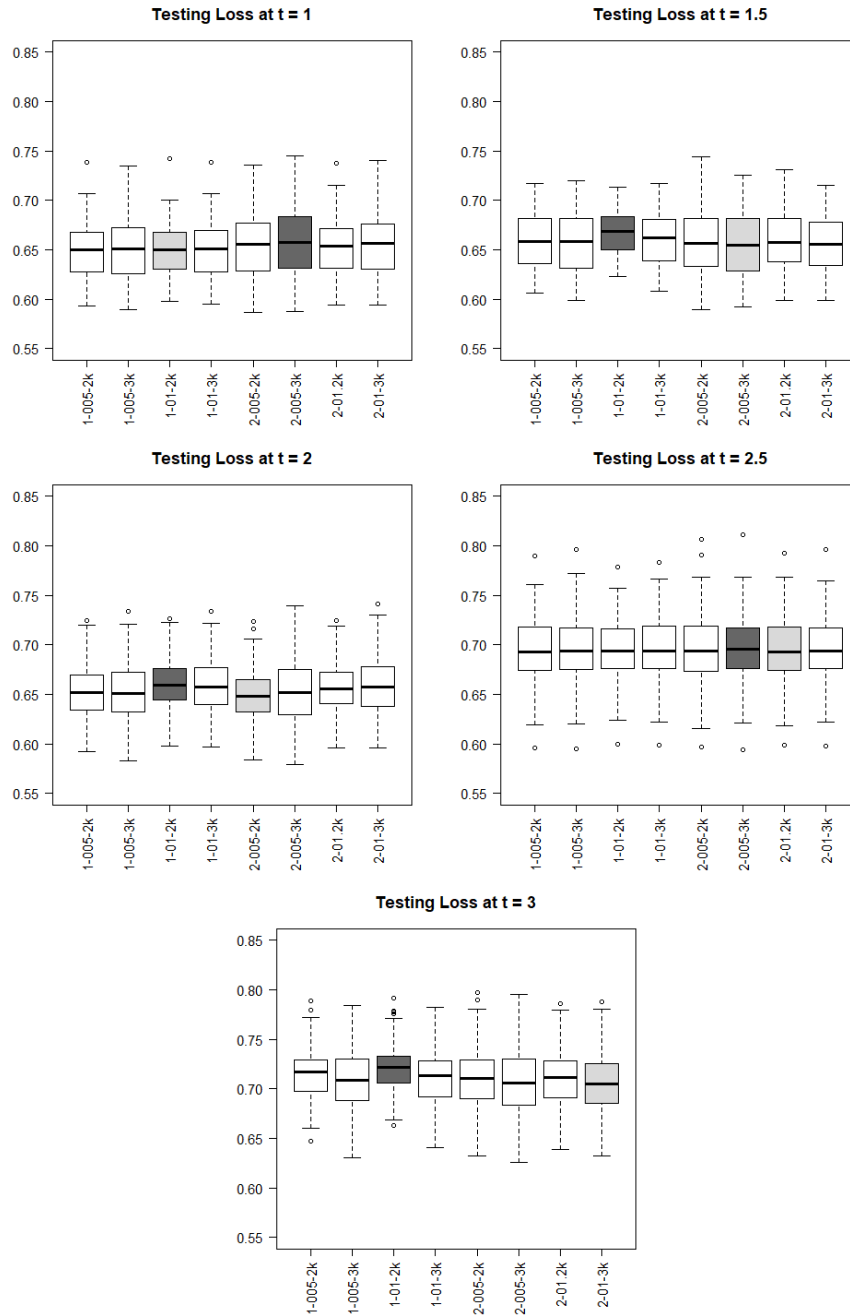 Testing Loss at t = 1
0.85
0.80
0.75
0.70
0.65
0.60
0.55
1-005-2k
1-005-3k
1-01-2k
1-01-3k
2-005-2k
2-005-3k
2-01.2k
2-01-3k
Testing Loss at t = 1.5
0.85
0.80
0.75
0.70
0.65
0.60
0.55
1-005-2k
1-005-3k
1-01-2k
1-01-3k
2-005-2k
2-005-3k
2-01.2k
2-01-3k
Testing Loss at t = 2
0.85
0.80
0.75
0.70
0.65
0.60
0.55
1-005-2k
1-005-3k
1-01-2k
1-01-3k
2-005-2k
2-005-3k
2-01.2k
2-01-3k
Testing Loss at t = 2.5
0.85
0.80
0.75
0.70
0.65
0.60
0.55
1-005-2k
1-005-3k
1-01-2k
1-01-3k
2-005-2k
2-005-3k
2-01.2k
2-01-3k
Testing Loss at t = 3
0.85
0.80
0.75
0.70
0.65
0.60
0.55
1-005-2k
1-005-3k
1-01-2k
1-01-3k
2-005-2k
2-005-3k
2-01.2k
2-01-3k